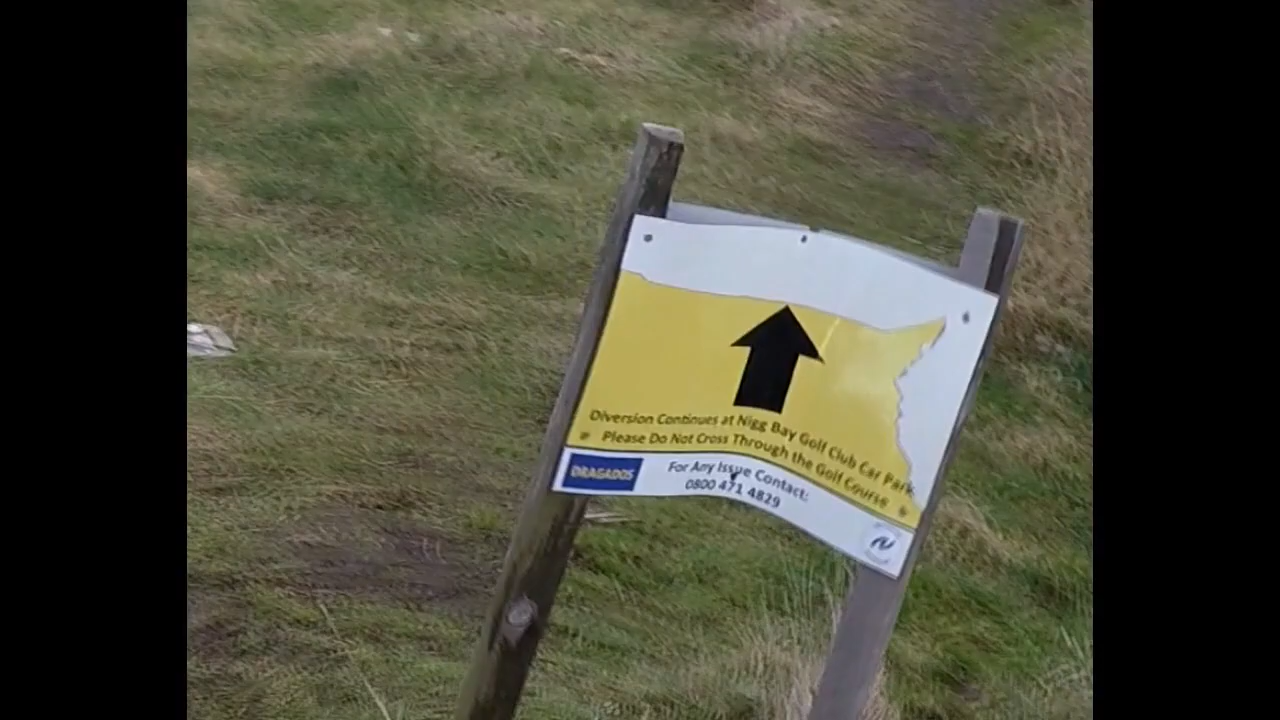 Diversion Continues at Nigg Bay Golf Club Car Park
Please Do Not Cross Through the Golf Course
DRAGADOS
For Any Issue Contact:
0800 471 4829